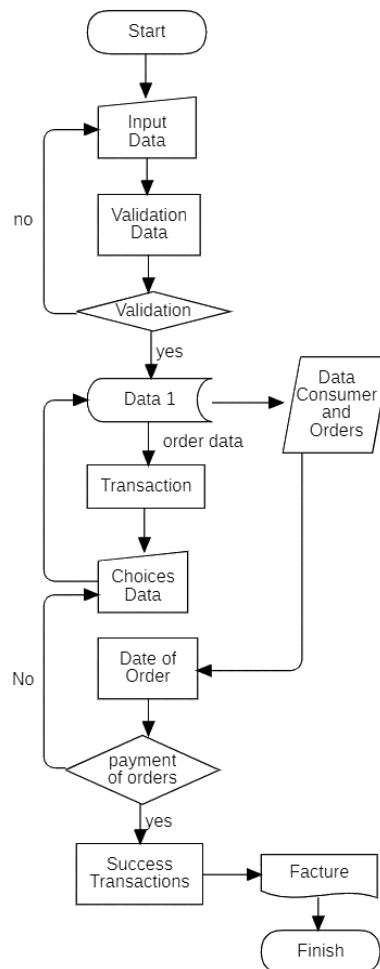 Start
Input
Data
no
Validation
Data
Validation
yes
Data 1
Data
Consumer
and
Orders
order data
Transaction
Choices
Data
Date of
Order
No
payment
of orders
yes
Success
Transactions
Facture
Finish